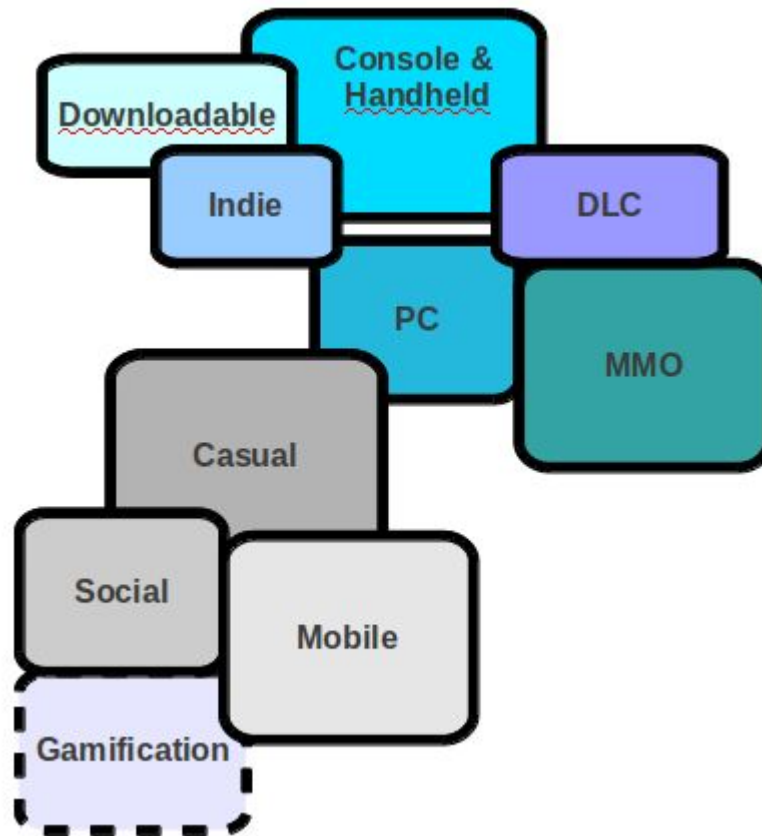 Console &
Handheld
Downloadable
Indie
DLC
PC
MMO
Casual
Social
Mobile
Gamification